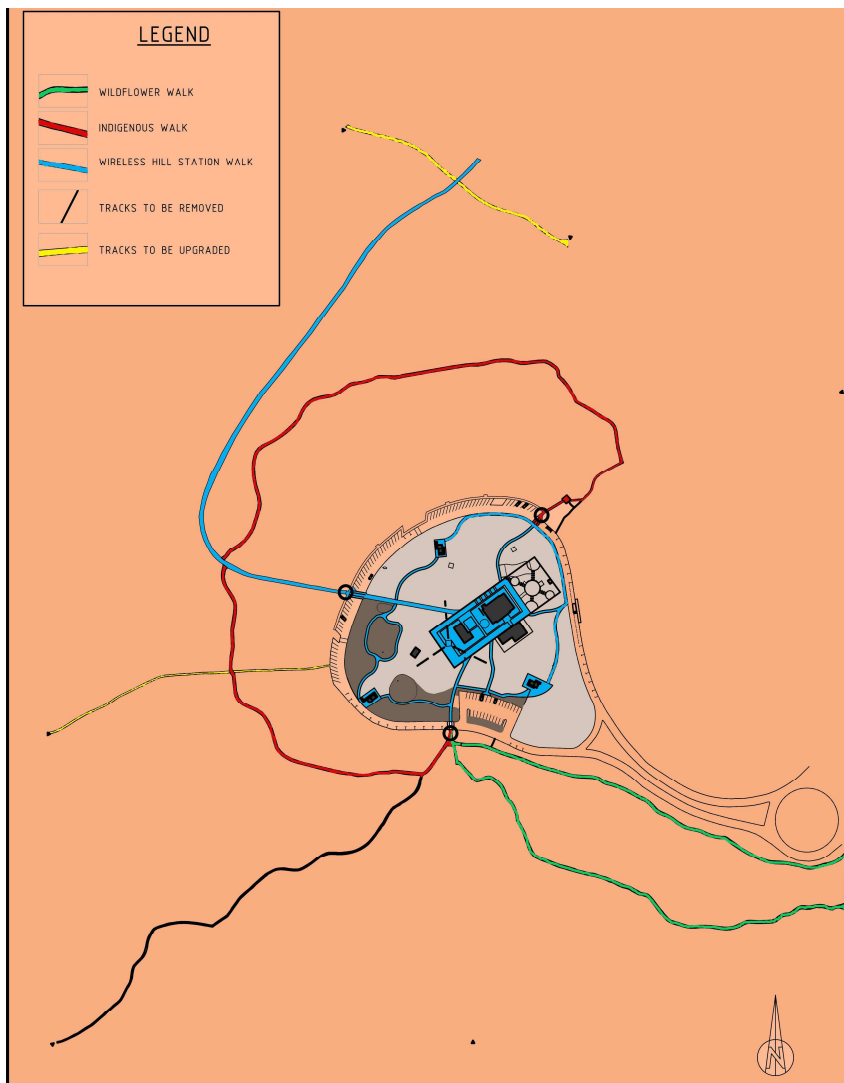 LEGEND
WILDFLOWER WALK
INDIGENOUS WALK
WIRELESS HILL STATION WALK
TRACKS TO BE REMOVED
TRACKS TO BE UPGRADED
N